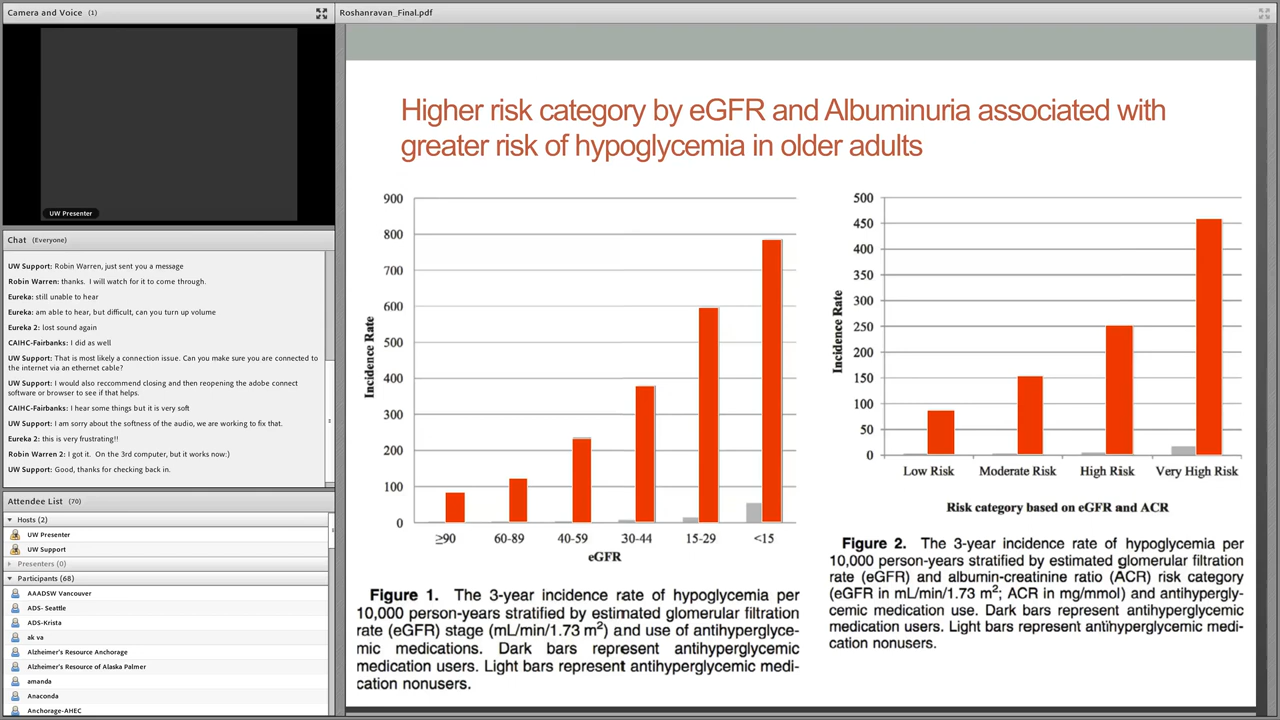 Camera and Voice (1)
UW Presenter
Chat (Everyone)
UW Support: Robin Warren, just sent you a message
Robin Warren: thanks. I will watch for it to come through.
Eureka: still unable to hear
Eureka: am able to hear, but difficult, can you turn up volume
Eureka 2: lost sound again
CAIHC-Fairbanks: I did as well
UW Support: That is most likely a connection issue. Can you make sure you are connected to
the internet via an ethernet cable?
UW Support: I would also reccommend closing and then reopening the adobe connect
software or browser to see if that helps.
CAIHC-Fairbanks: I hear some things but it is very soft
UW Support: I am sorry about the softness of the audio, we are working to fix that.
Eureka 2: this is very frustrating!!
Robin Warren 2: I got it. On the 3rd computer, but it works now:)
UW Support: Good, thanks for checking back in.
Attendee List (70)
Hosts (2)
UW Presenter
UW Support
Presenters (0)
Participants (68)
AAADSW Vancouver
ADS- Seattle
ADS-Krista
ak va
Alzheimer's Resource Anchorage
Alzheimer's Resource of Alaska Palmer
amanda
Anaconda
Anchorage-AHEC
Roshanravan_Final.pdf
Higher risk category by eGFR and Albuminuria associated with
greater risk of hypoglycemia in older adults
900
800
700
600
500
400
300
200
100
0
Incidence Rate
≥90 60-89 40-59 30-44 15-29 <15
eGFR
Figure 1. The 3-year incidence rate of hypoglycemia per
10,000 person-years stratified by estimated glomerular filtration
rate (eGFR) stage (mL/min/1.73 m²) and use of antihyperglyce-
mic medications. Dark bars represent antihyperglycemic
medication users. Light bars represent antihyperglycemic medi-
cation nonusers.
500
450
400
350
300
250
200
150
100
50
0
Incidence Rate
Low Risk Moderate Risk High Risk Very High Risk
Risk category based on eGFR and ACR
Figure 2. The 3-year incidence rate of hypoglycemia per
10,000 person-years stratified by estimated glomerular filtration
rate (eGFR) and albumin-creatinine ratio (ACR) risk category
(eGFR in mL/min/1.73 m²; ACR in mg/mmol) and antihypergly-
cemic medication use. Dark bars represent antihyperglycemic
medication users. Light bars represent antihyperglycemic medi-
cation nonusers.